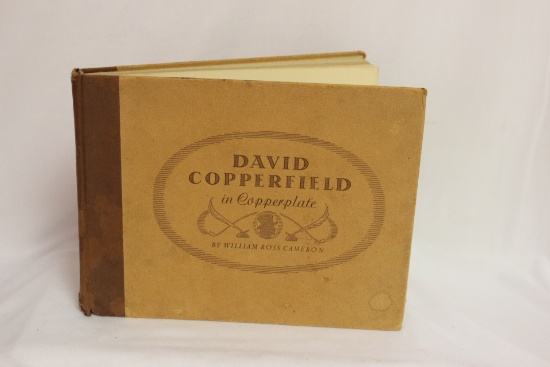 DAVID
COPPERFIELD
in Copperplate
BY WILLIAM ROSS CAMERON